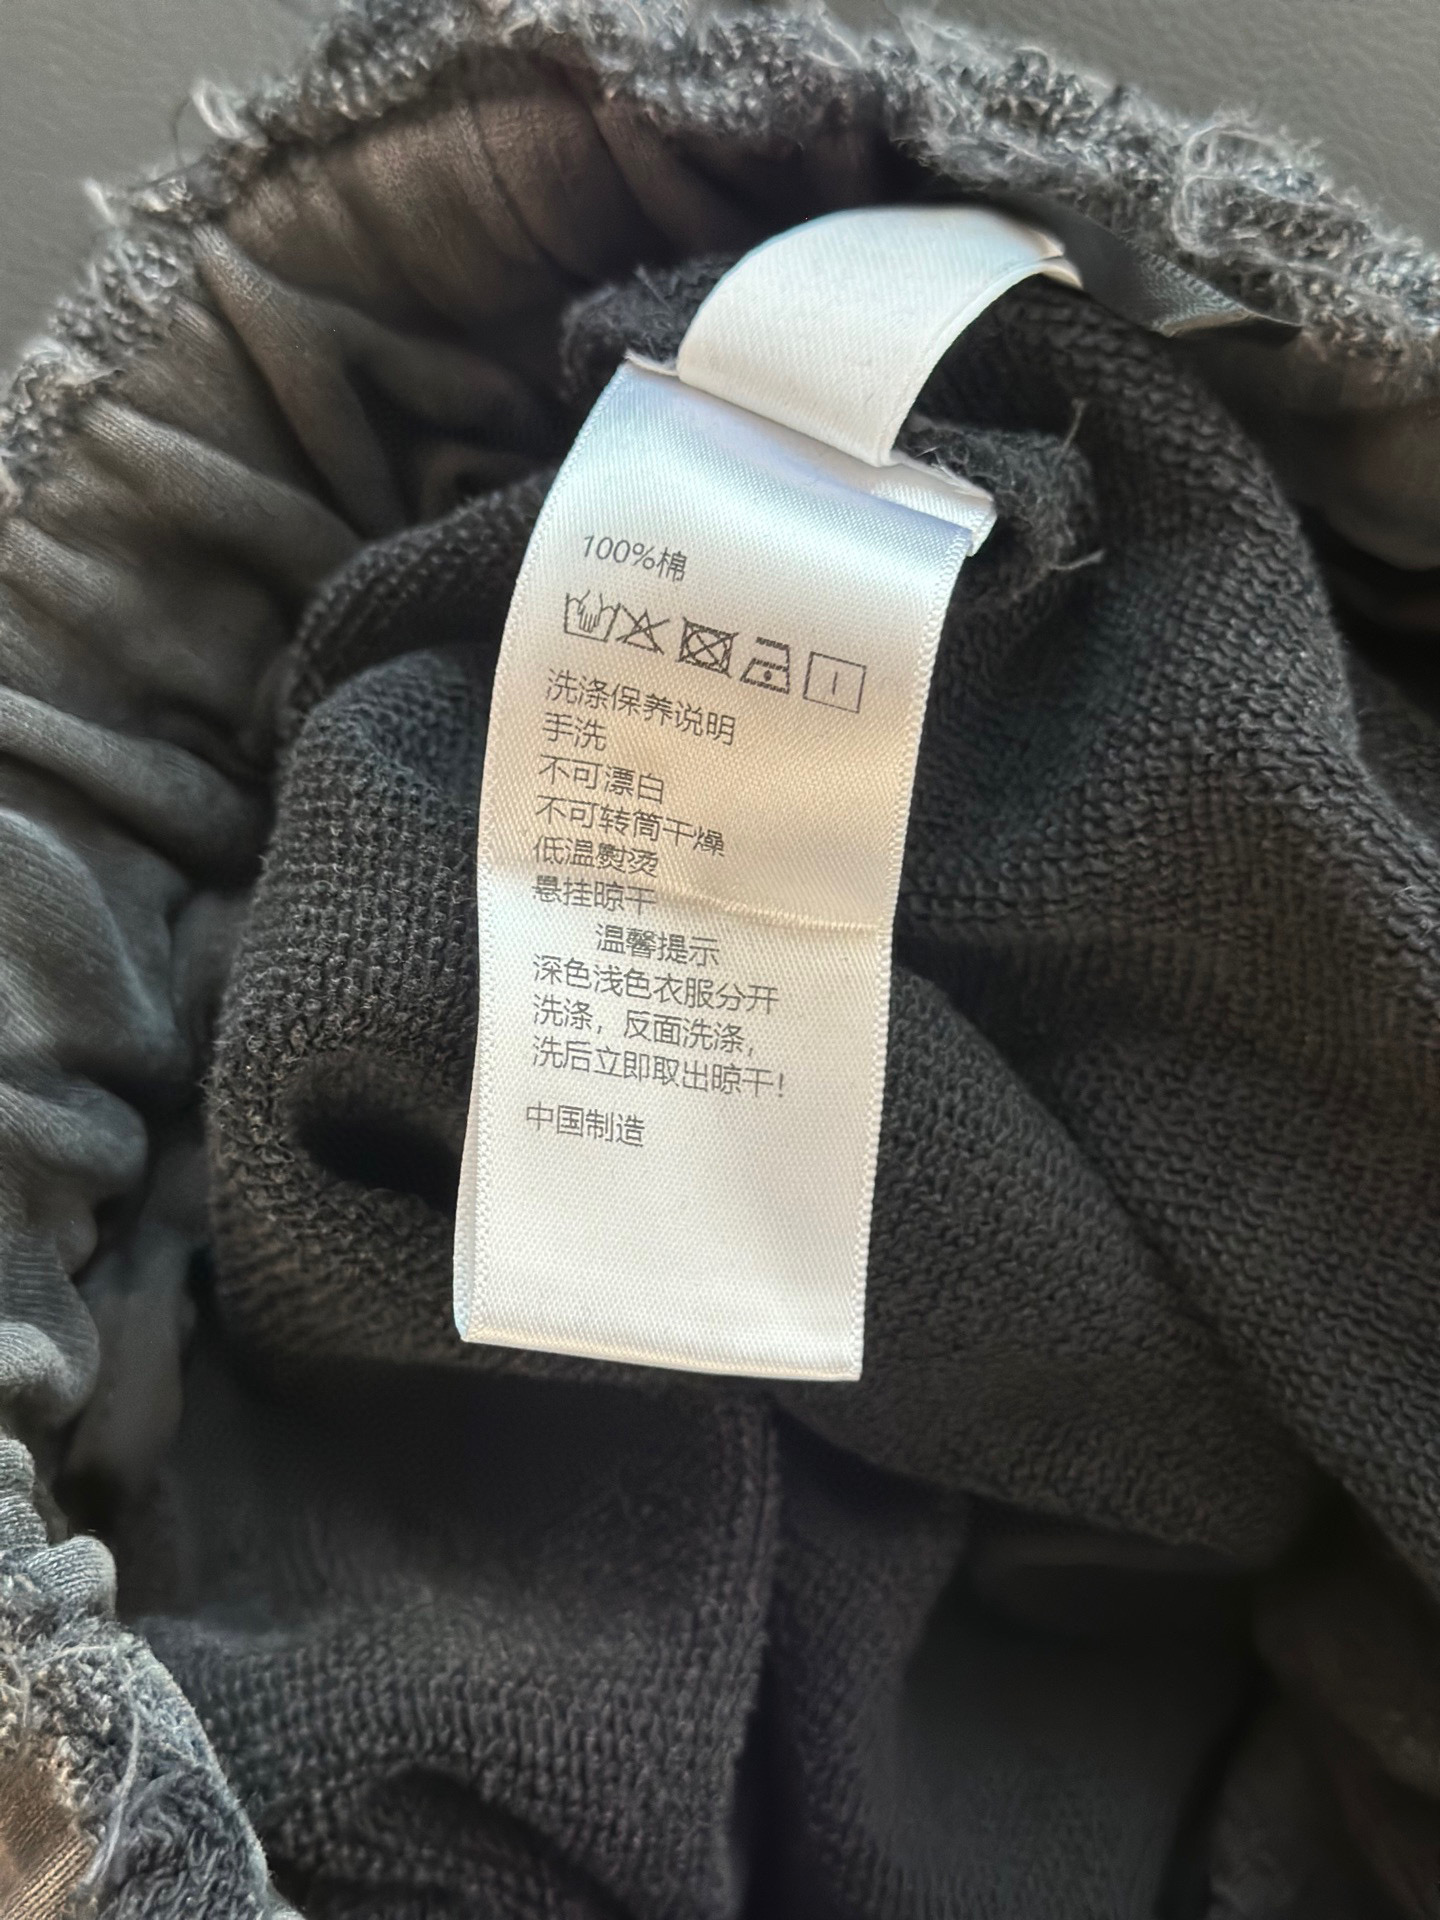 100%棉
洗涤保养说明
手洗
不可漂白
不可转筒干燥
低温熨烫
悬挂晾干
温馨提示
深色浅色衣服分开
洗涤，反面洗涤，
洗后立即取出晾干！
中国制造